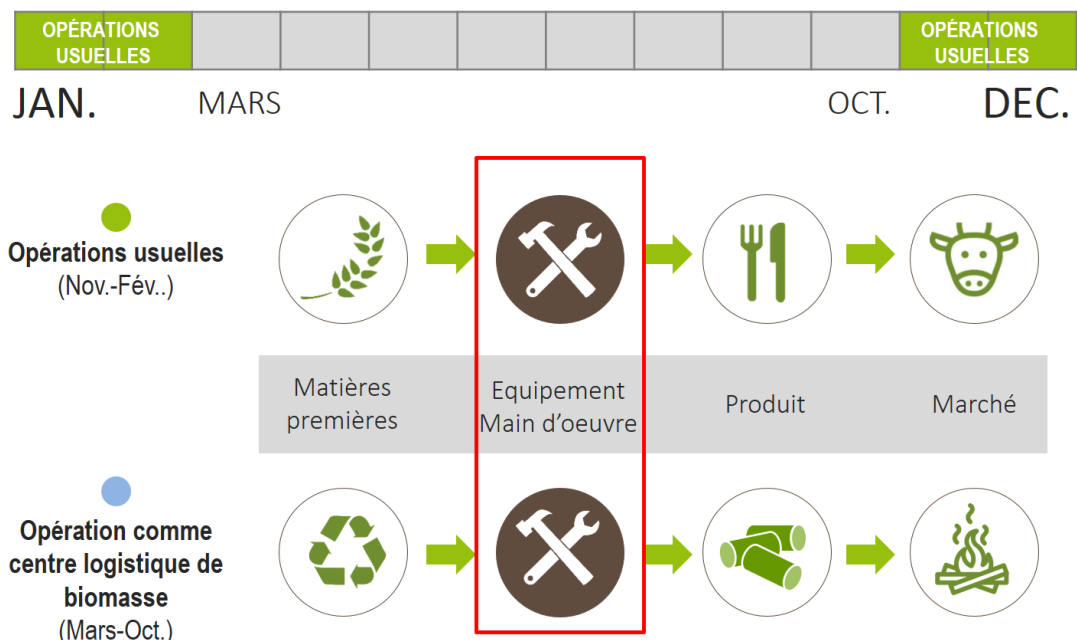 OPÉRATIONS
USUELLES
OPÉRATIONS
USUELLES
JAN.
MARS
OCT.
DEC.
Opérations usuelles
(Nov.-Fév..)
Matières
premières
Equipement
Main d'oeuvre
Produit
Marché
Opération comme
centre logistique de
biomasse
(Mars-Oct.)